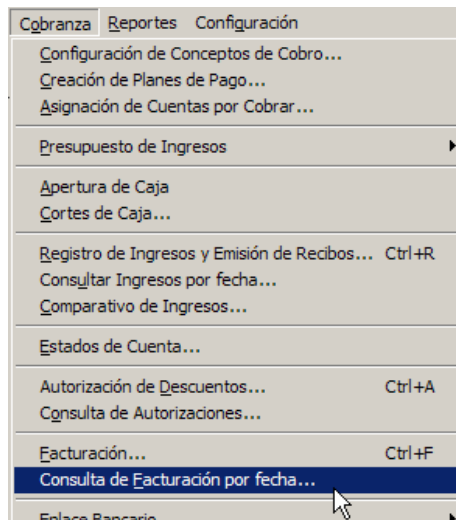 Cobranza Reportes Configuración
Configuración de Conceptos de Cobro...
Creación de Planes de Pago...
Asignación de Cuentas por Cobrar...
Presupuesto de Ingresos
Apertura de Caja
Cortes de Caja...
Registro de Ingresos y Emisión de Recibos... Ctrl+R
Consultar Ingresos por fecha...
Comparativo de Ingresos...
Estados de Cuenta...
Autorización de Descuentos... Ctrl+A
Consulta de Autorizaciones...
Facturación... Ctrl+F
Consulta de Facturación por fecha...
Enlace Bancario